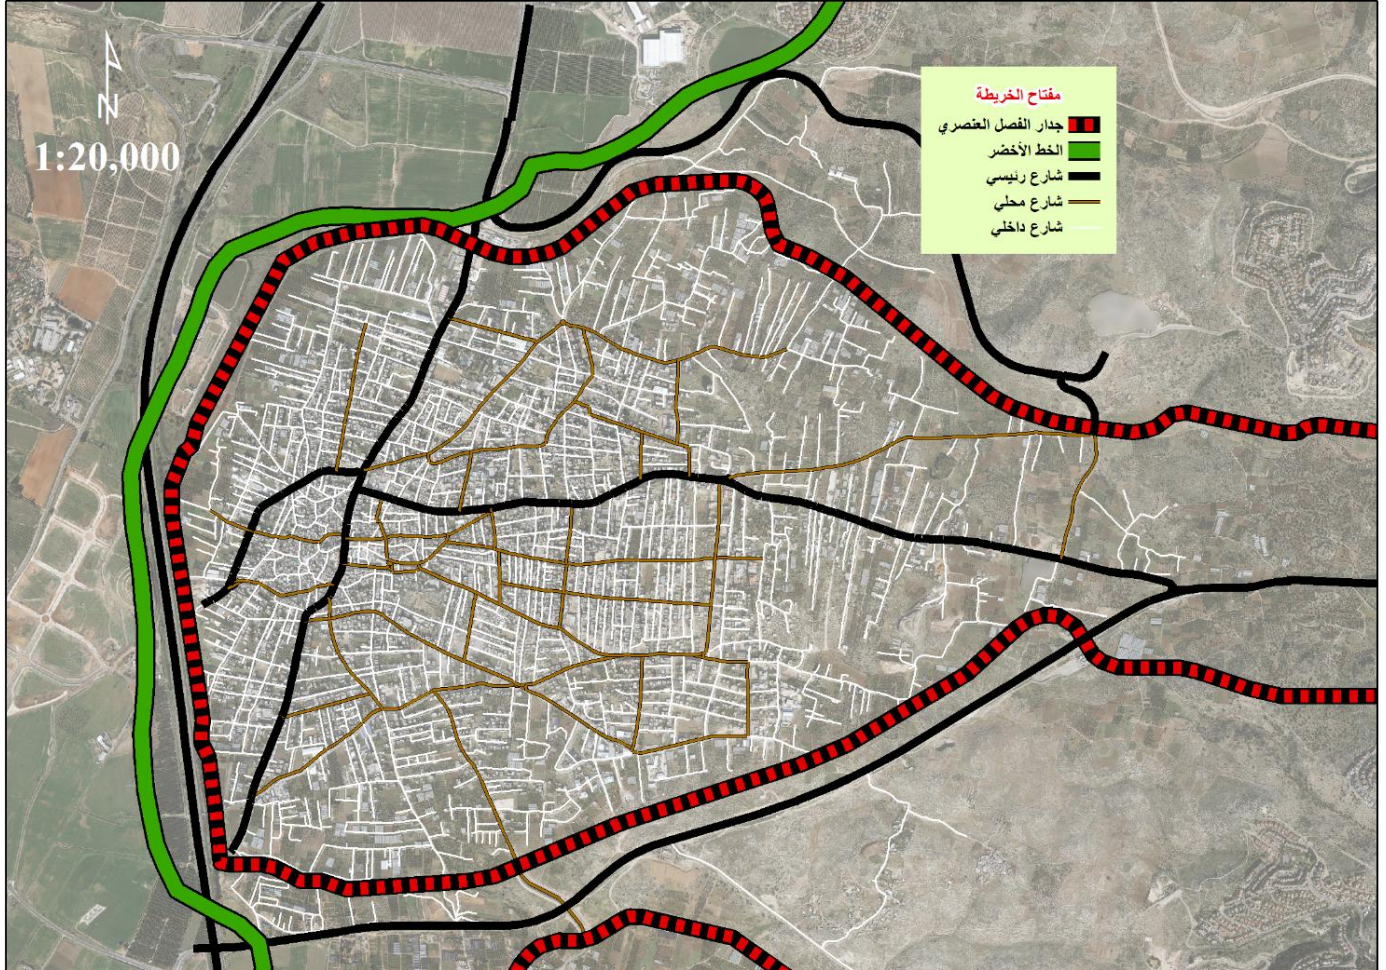 N
1:20,000
مفتاح الخريطة
جدار الفصل العنصري
الخط الأخضر
شارع رئيسي
شارع محلي
شارع داخلي